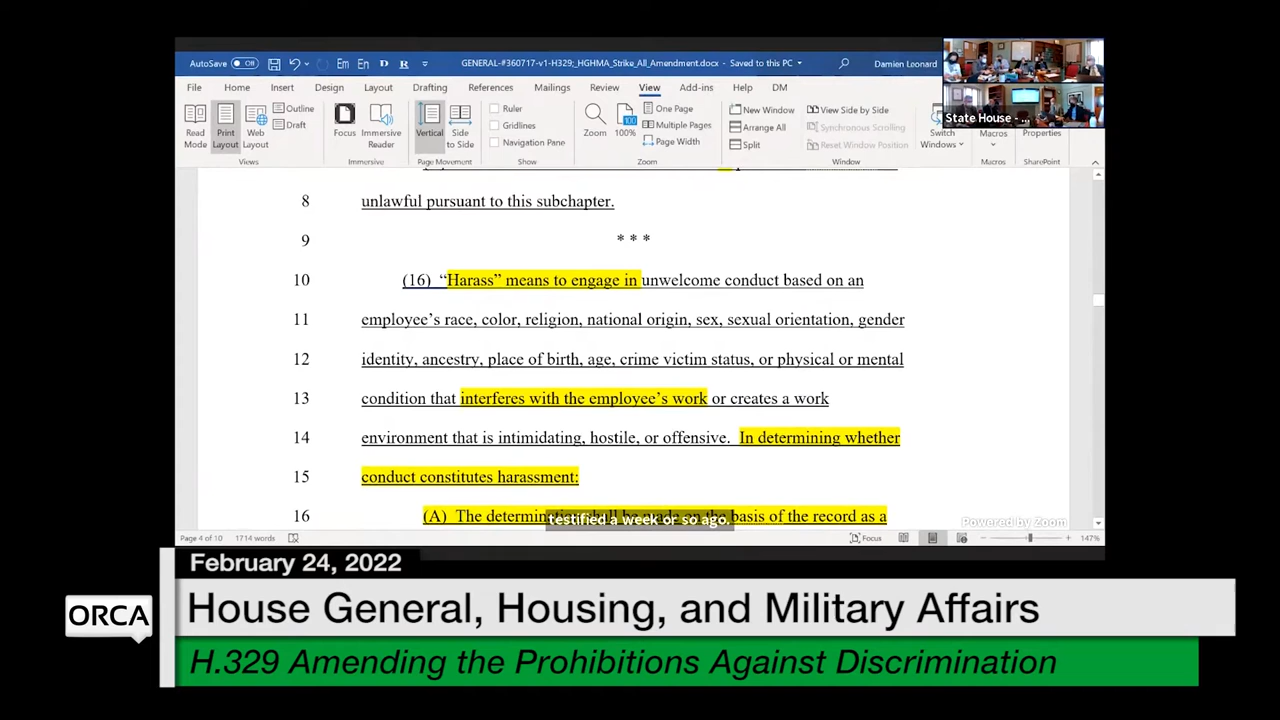 AutoSave Off
GENERAL-#360717-v1-H329;_HGHMA_Strike_All_Amendment.docx - Saved to this PC
Damien Leonard
File Home Insert Design Layout Drafting References Mailings Review View Add-ins DM
Read Mode
Print Layout
Web Layout
Outline
Draft
Views
Focus
Immersive Reader
Immersive
Vertical
Side to Side
Page Movement
Ruler
Gridlines
Navigation Pane
Show
Zoom
100%
One Page
Multiple Pages
Page Width
Zoom
New Window
Arrange All
Split
View Side by Side
Synchronous Scrolling
Reset Window Position
Window
Switch Windows
Macros
Macros
Properties
SharePoint
State House - ...
8 unlawful pursuant to this subchapter.
9 * * *
10 (16) “Harass” means to engage in unwelcome conduct based on an
11 employee’s race, color, religion, national origin, sex, sexual orientation, gender
12 identity, ancestry, place of birth, age, crime victim status, or physical or mental
13 condition that interferes with the employee’s work or creates a work
14 environment that is intimidating, hostile, or offensive. In determining whether
15 conduct constitutes harassment:
16 (A) The determination shall be made on the basis of the record as a
testified a week or so ago.
Powered by Zoom
Page 4 of 10 1714 words
Focus
147%
February 24, 2022
ORCA
House General, Housing, and Military Affairs
H.329 Amending the Prohibitions Against Discrimination